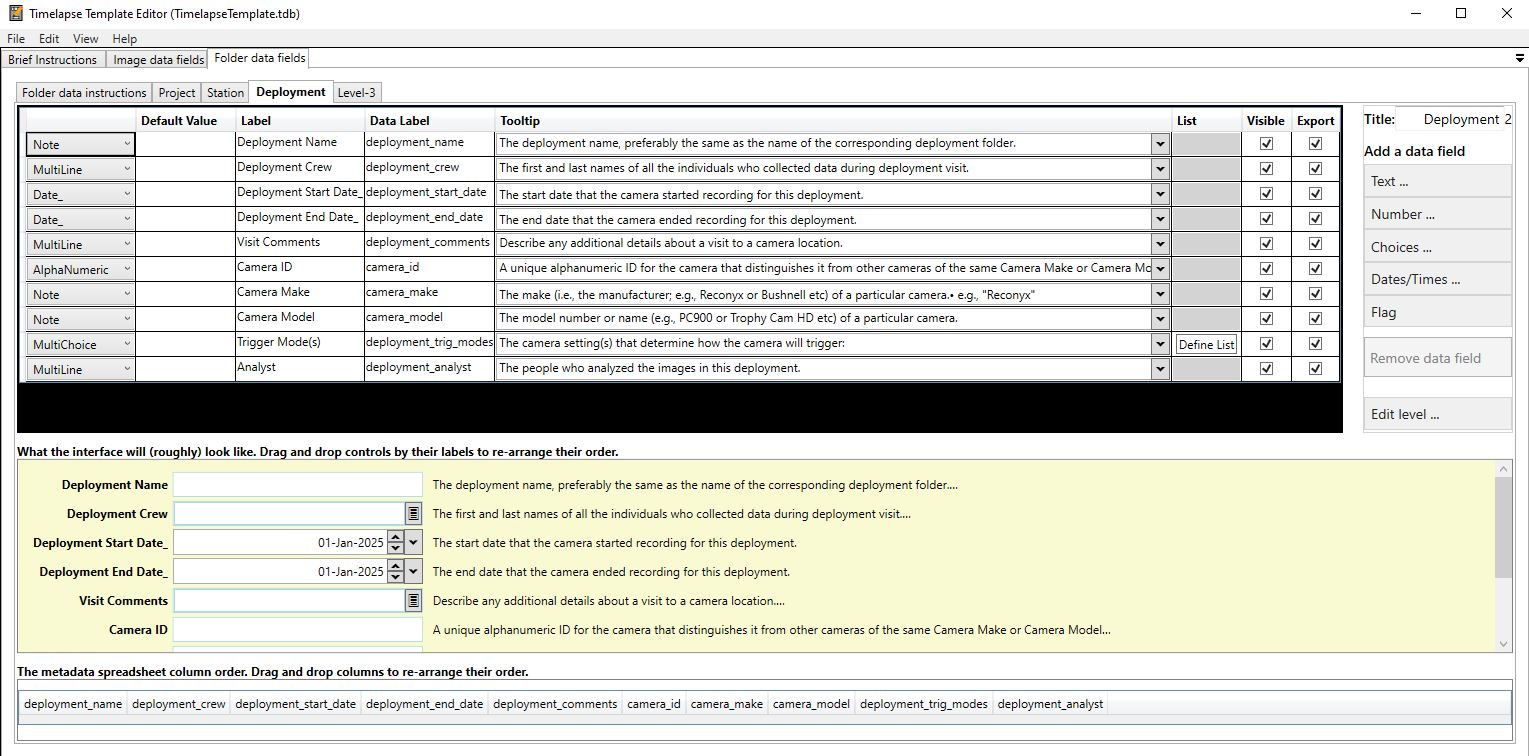 Timelapse Template Editor (TimelapseTemplate.tdb)
File Edit View Help
Brief Instructions Image data fields Folder data fields
Folder data instructions Project Station Deployment Level-3
Default Value Label Data Label Tooltip List Visible Export
Note Deployment Name deployment_name The deployment name, preferably the same as the name of the corresponding deployment folder.
MultiLine Deployment Crew deployment_crew The first and last names of all the individuals who collected data during deployment visit.
Date_ Deployment Start Date_ deployment_start_date The start date that the camera started recording for this deployment.
Date_ Deployment End Date_ deployment_end_date The end date that the camera ended recording for this deployment.
MultiLine Visit Comments deployment_comments Describe any additional details about a visit to a camera location.
AlphaNumeric Camera ID camera_id A unique alphanumeric ID for the camera that distinguishes it from other cameras of the same Camera Make or Camera Mo
Note Camera Make camera_make The make (i.e., the manufacturer; e.g., Reconyx or Bushnell etc) of a particular camera.• e.g., "Reconyx"
Note Camera Model camera_model The model number or name (e.g., PC900 or Trophy Cam HD etc) of a particular camera.
MultiChoice Trigger Mode(s) deployment_trig_modes The camera setting(s) that determine how the camera will trigger: Define List
MultiLine Analyst deployment_analyst The people who analyzed the images in this deployment.
Title: Deployment 2
Add a data field
Text ...
Number ...
Choices ...
Dates/Times ...
Flag
Remove data field
Edit level ...
What the interface will (roughly) look like. Drag and drop controls by their labels to re-arrange their order.
Deployment Name The deployment name, preferably the same as the name of the corresponding deployment folder....
Deployment Crew The first and last names of all the individuals who collected data during deployment visit....
Deployment Start Date_ 01-Jan-2025 The start date that the camera started recording for this deployment.
Deployment End Date_ 01-Jan-2025 The end date that the camera ended recording for this deployment.
Visit Comments Describe any additional details about a visit to a camera location....
Camera ID A unique alphanumeric ID for the camera that distinguishes it from other cameras of the same Camera Make or Camera Model...
The metadata spreadsheet column order. Drag and drop columns to re-arrange their order.
deployment_name deployment_crew deployment_start_date deployment_end_date deployment_comments camera_id camera_make camera_model deployment_trig_modes deployment_analyst